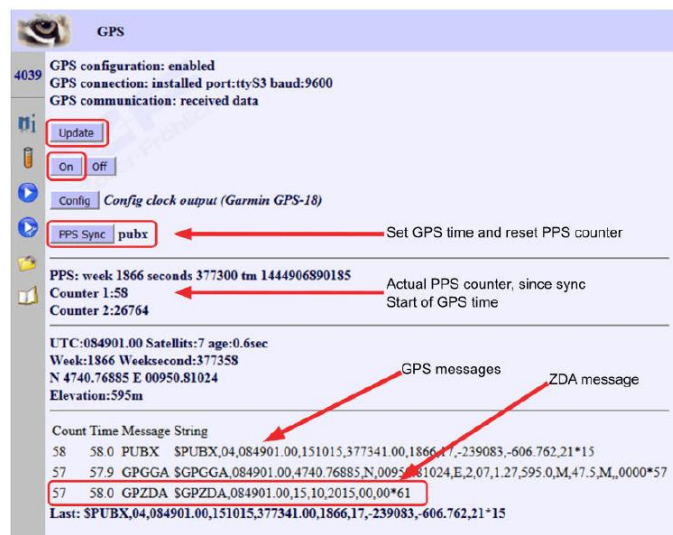 GPS
4039
GPS configuration: enabled
GPS connection: installed port:ttyS3 baud:9600
GPS communication: received data
Update
On Off
Config Config clock output (Garmin GPS-18)
PPS Sync pubx
Set GPS time and reset PPS counter
PPS: week 1866 seconds 377300 tm 1444906890185
Counter 1:58
Counter 2:26764
Actual PPS counter, since sync
Start of GPS time
UTC:084901.00 Satellits:7 age:0.6sec
Week:1866 Weeksecond:377358
N 4740.76885 E 00950.81024
Elevation:595m
GPS messages
ZDA message
Count Time Message String
58 58.0 PUBX $PUBX,04,084901.00,151015,377341.00,1866,17,-239083,-606.762,21*15
57 57.9 GPGGA $GPGGA,084901.00,4740.76885,N,00950.81024,E,2,07,1.27,595.0,M,47.5,M,,0000*57
57 58.0 GPZDA $GPZDA,084901.00,15,10,2015,00,00*61
Last: $PUBX,04,084901.00,151015,377341.00,1866,17,-239083,-606.762,21*15